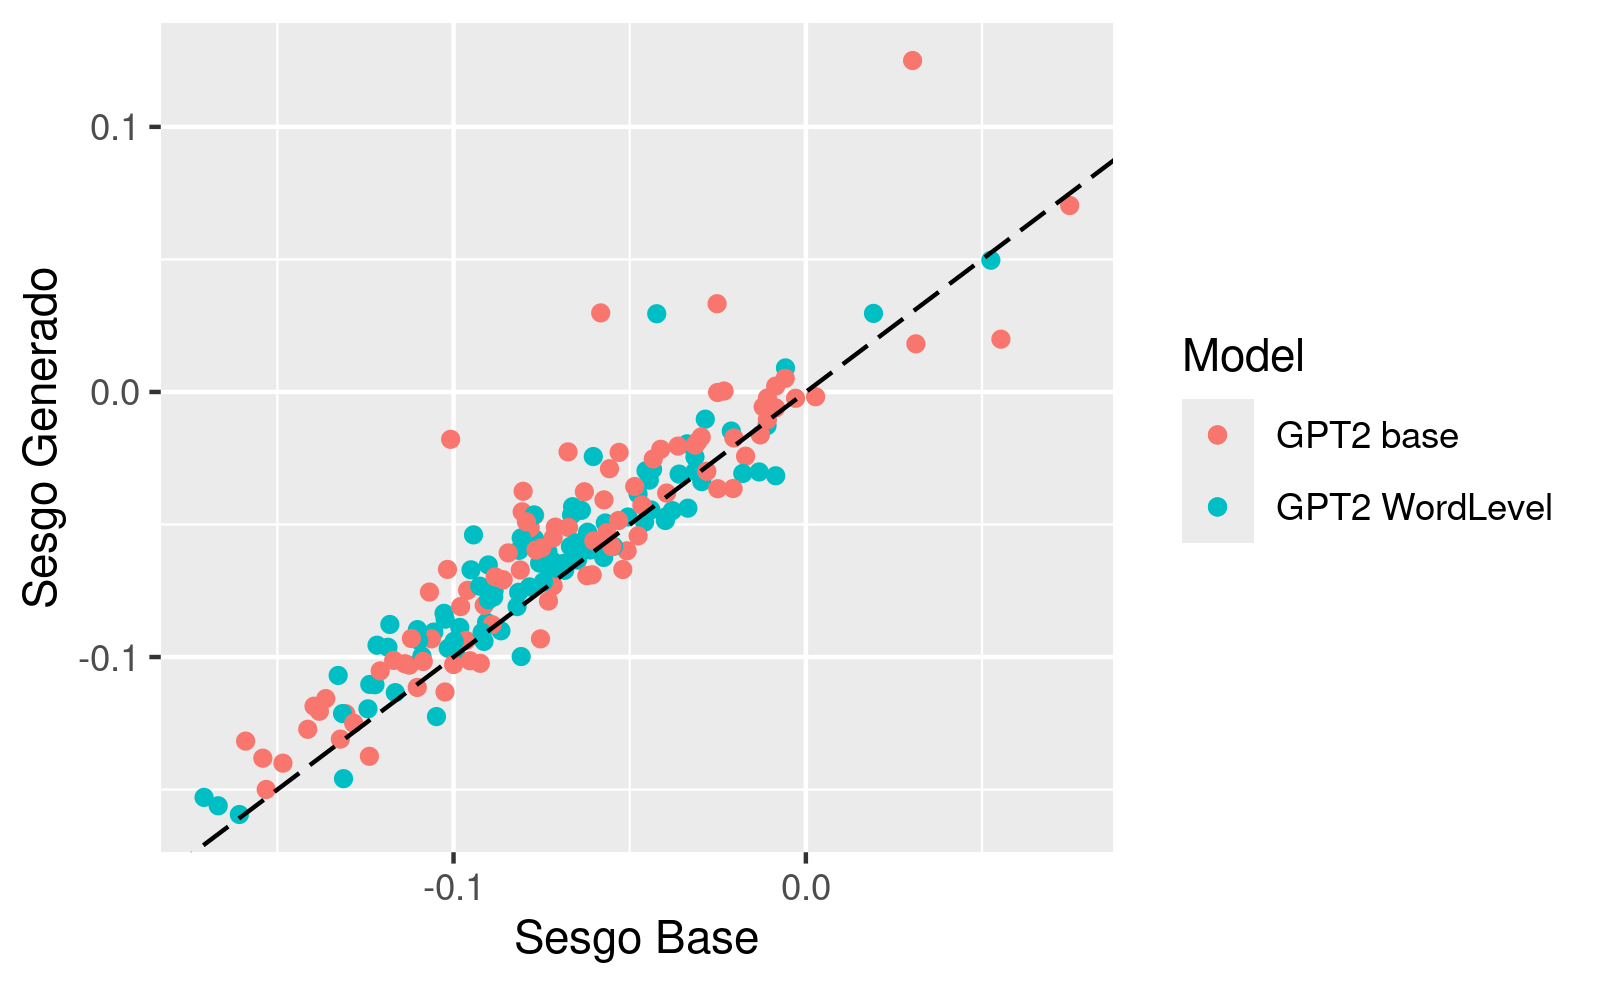 Sesgo Generado
0.1
0.0
-0.1
-0.1
0.0
Sesgo Base
Model
GPT2 base
GPT2 WordLevel